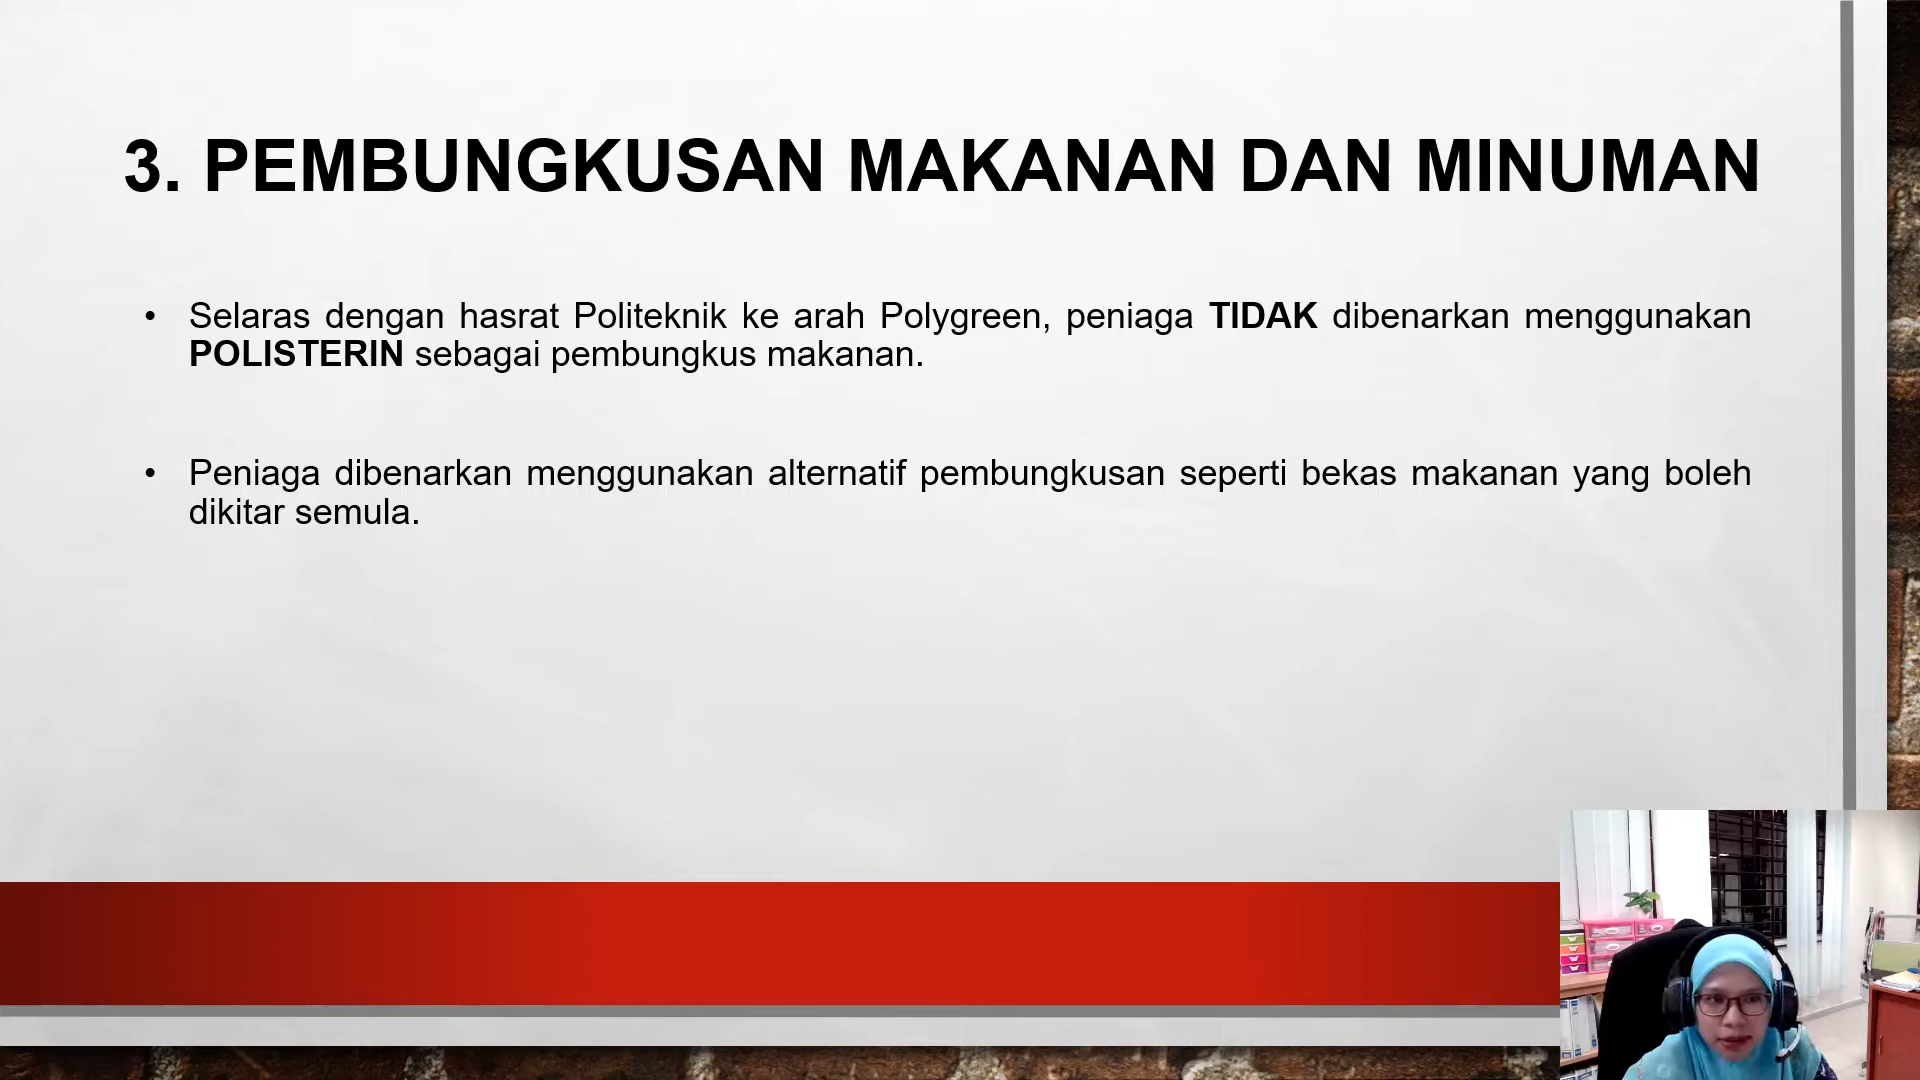 3. PEMBUNGKUSAN MAKANAN DAN MINUMAN
• Selaras dengan hasrat Politeknik ke arah Polygreen, peniaga TIDAK dibenarkan menggunakan
POLISTERIN sebagai pembungkus makanan.
• Peniaga dibenarkan menggunakan alternatif pembungkusan seperti bekas makanan yang boleh
dikitar semula.